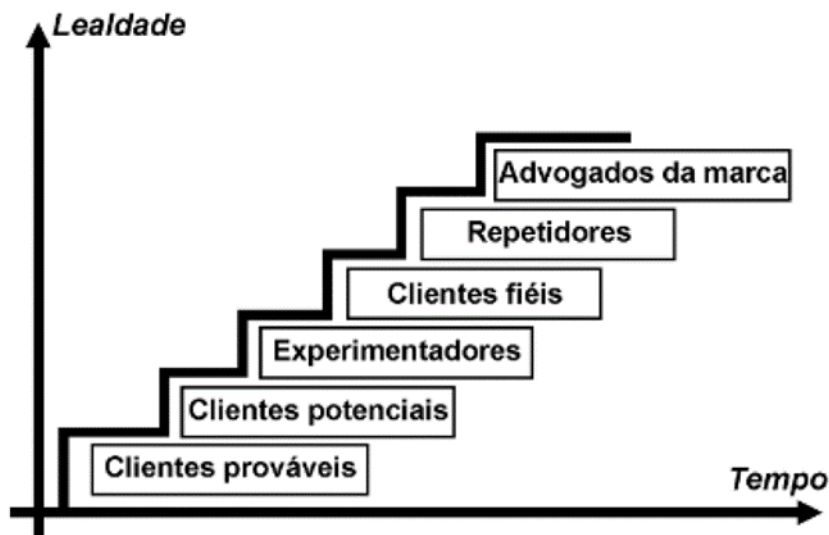 Lealdade
Advogados da marca
Repetidores
Clientes fiéis
Experimentadores
Clientes potenciais
Clientes prováveis
Tempo